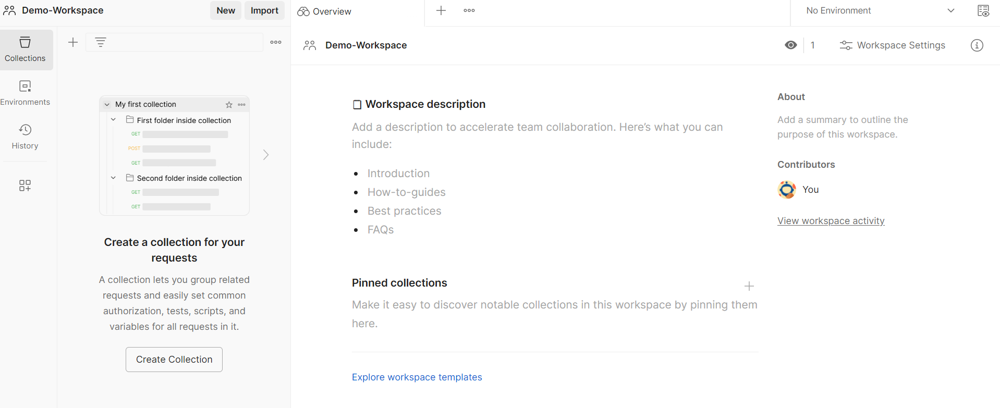 Demo-Workspace
New
Import
Overview
No Environment
Collections
Environments
History
My first collection
First folder inside collection
GET
POST
GET
Second folder inside collection
GET
GET
Create a collection for your
requests
A collection lets you group related
requests and easily set common
authorization, tests, scripts, and
variables for all requests in it.
Create Collection
Demo-Workspace
1
Workspace Settings
Workspace description
Add a description to accelerate team collaboration. Here’s what you can
include:
Introduction
How-to-guides
Best practices
FAQs
Pinned collections
Make it easy to discover notable collections in this workspace by pinning them
here.
Explore workspace templates
About
Add a summary to outline the
purpose of this workspace.
Contributors
You
View workspace activity